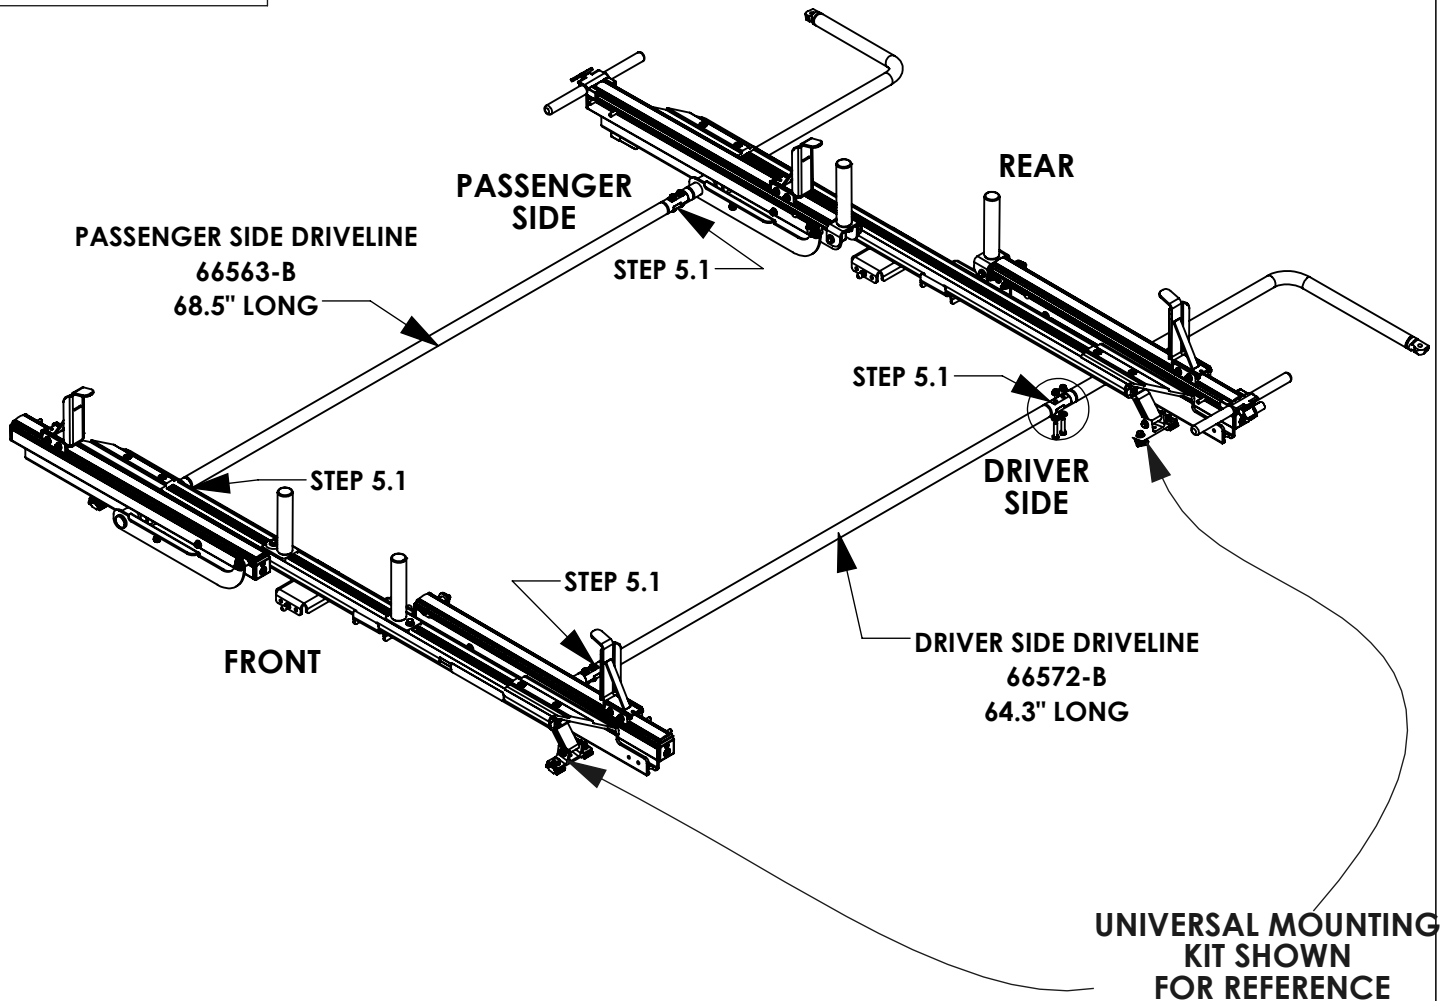 REAR
PASSENGER
SIDE
PASSENGER SIDE DRIVELINE
66563-B
68.5" LONG
STEP 5.1
STEP 5.1
STEP 5.1
DRIVER
SIDE
STEP 5.1
FRONT
DRIVER SIDE DRIVELINE
66572-B
64.3" LONG
UNIVERSAL MOUNTING
KIT SHOWN
FOR REFERENCE